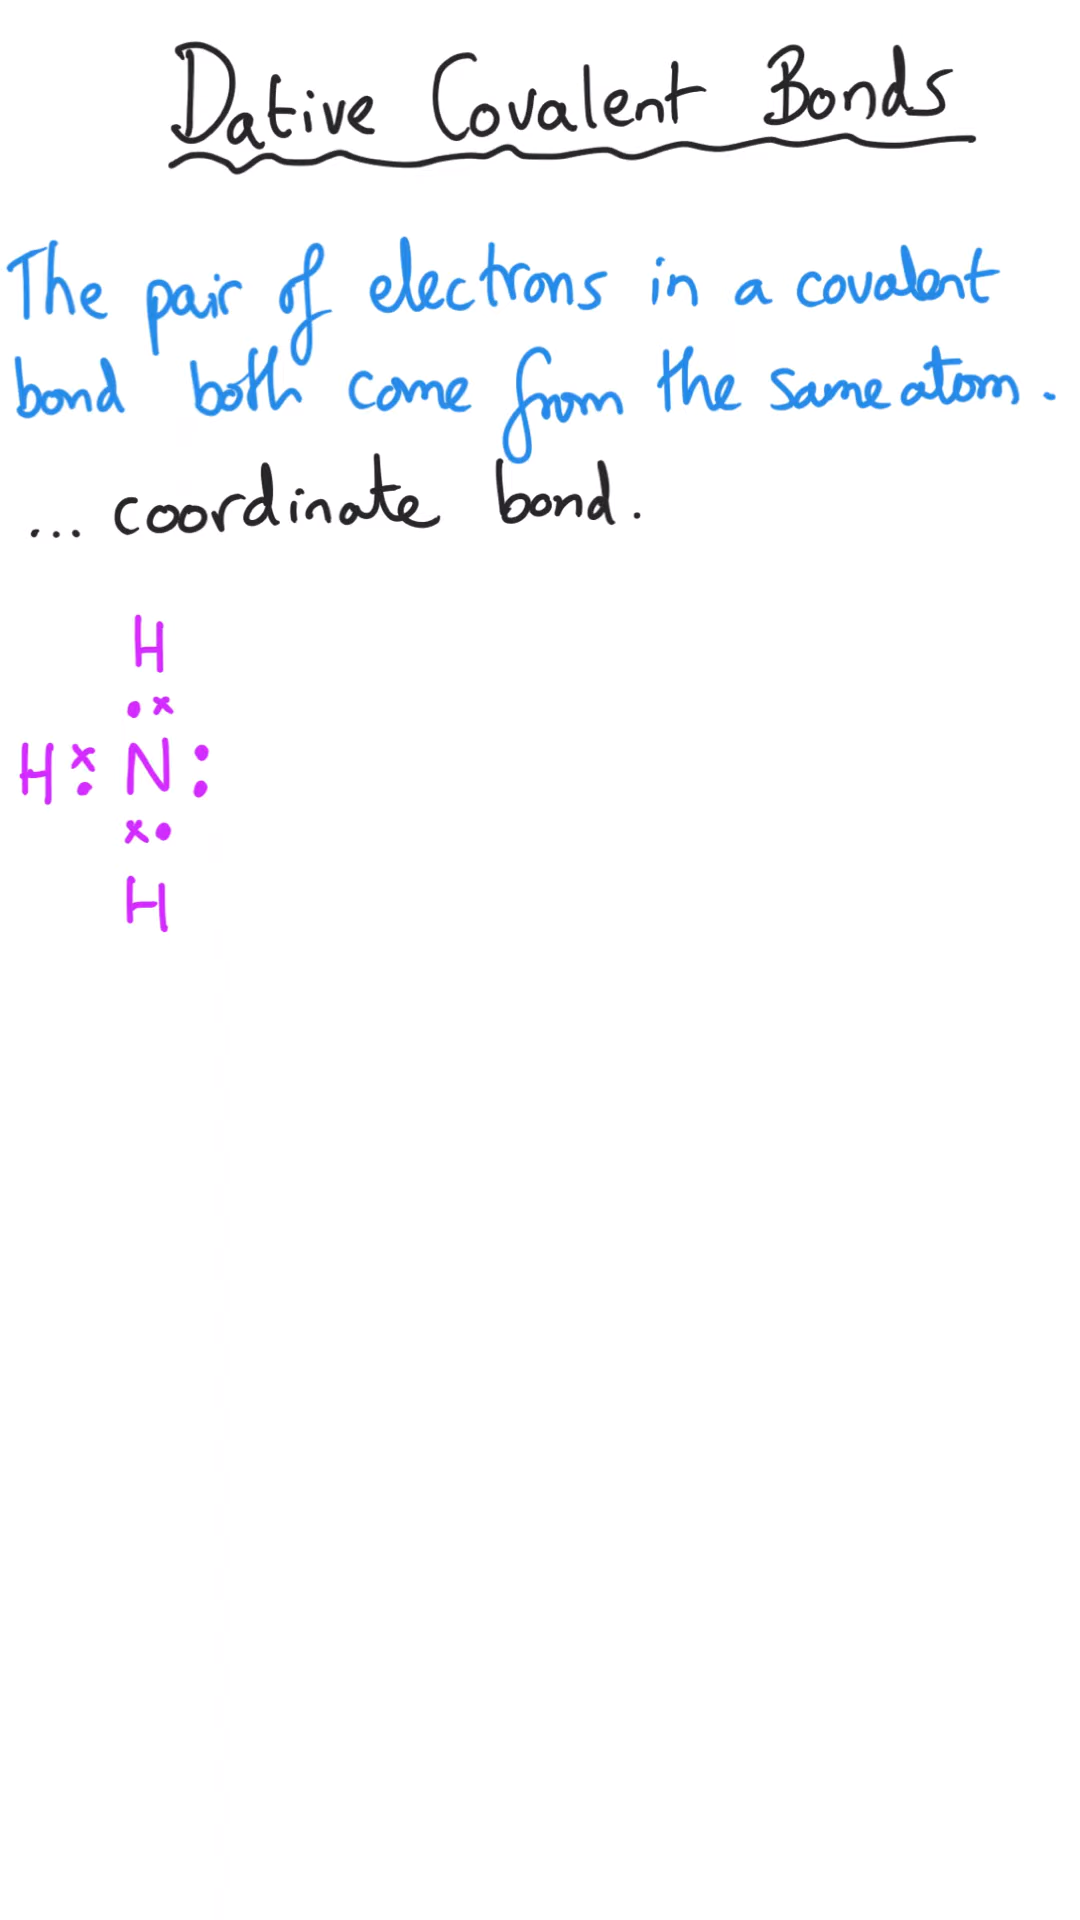 Dative Covalent Bonds
The pair of electrons in a covalent
bond both come from the same atom.
... coordinate bond.
H
•x
H x• N :
x•
H